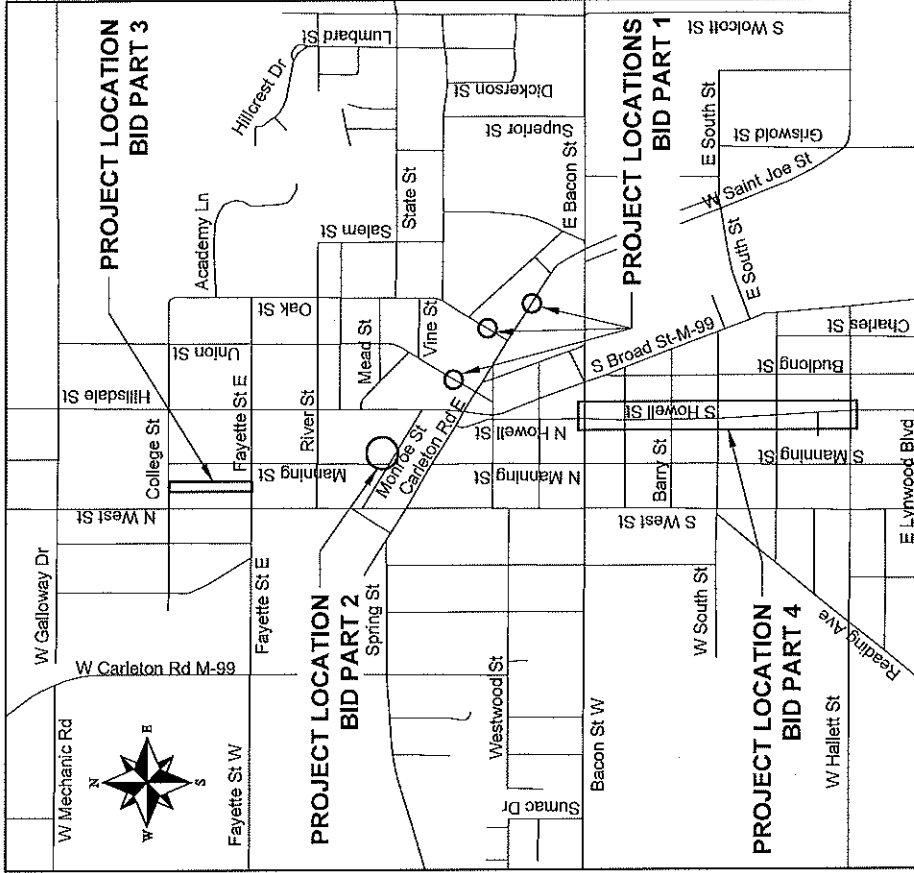 PROJECT LOCATION
BID PART 3
Lumbard St
Hillcrest Dr
S Wolcott St
Dickerson St
Superior St
E South St
Griswold St
PROJECT LOCATIONS
BID PART 1
W Saint Joe St
Academy Ln
Salem St
State St
E Bacon St
E South St
Oak St
Mead St
Vine St
Union St
Hillsdale St
College St
Fayette St E
River St
S Broad St-M-99
Charles St
Budlong St
S Howell St
N Howell St
Manning St
Monroe St
Carleton Rd E
N Manning St
Barry St
S Manning St
E Lynwood Blvd
N West St
S West St
W Galloway Dr
Fayette St E
PROJECT LOCATION
BID PART 2
Spring St
W South St
Reading Ave
W Carleton Rd M-99
Westwood St
PROJECT LOCATION
BID PART 4
W Hallett St
W Mechanic Rd
N
E
S
W
Fayette St W
Sumac Dr
Bacon St W